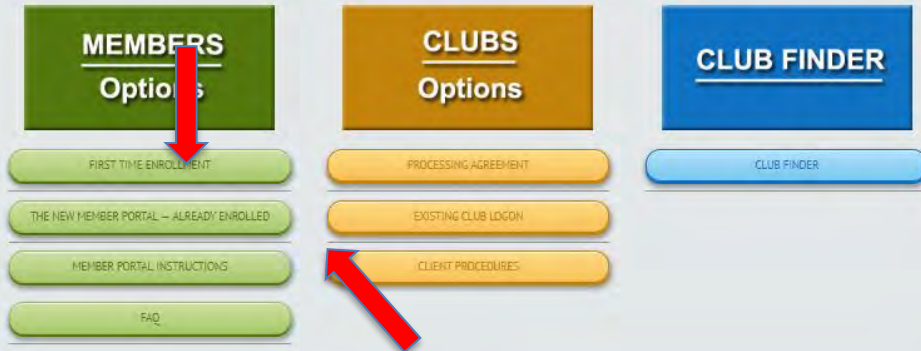 MEMBERS
Options
FIRST TIME ENROLLMENT
THE NEW MEMBER PORTAL – ALREADY ENROLLED
MEMBER PORTAL INSTRUCTIONS
FAQ
CLUBS
Options
PROCESSING AGREEMENT
EXISTING CLUB LOGON
CLIENT PROCEDURES
CLUB FINDER
CLUB FINDER